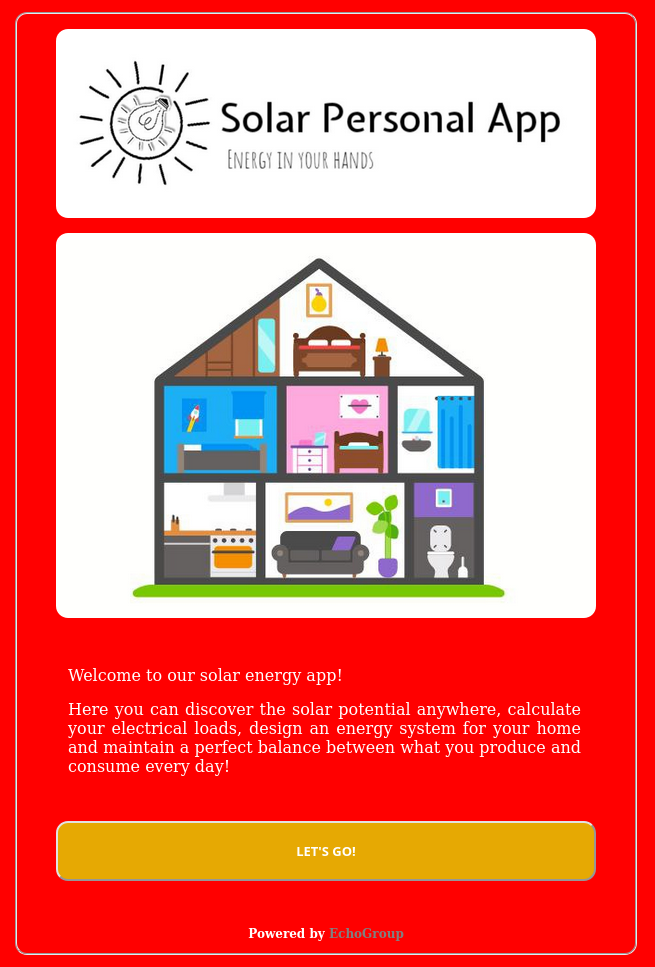 Solar Personal App
Energy in your hands
Welcome to our solar energy app!
Here you can discover the solar potential anywhere, calculate
your electrical loads, design an energy system for your home
and maintain a perfect balance between what you produce and
consume every day!
LET'S GO!
Powered by EchoGroup